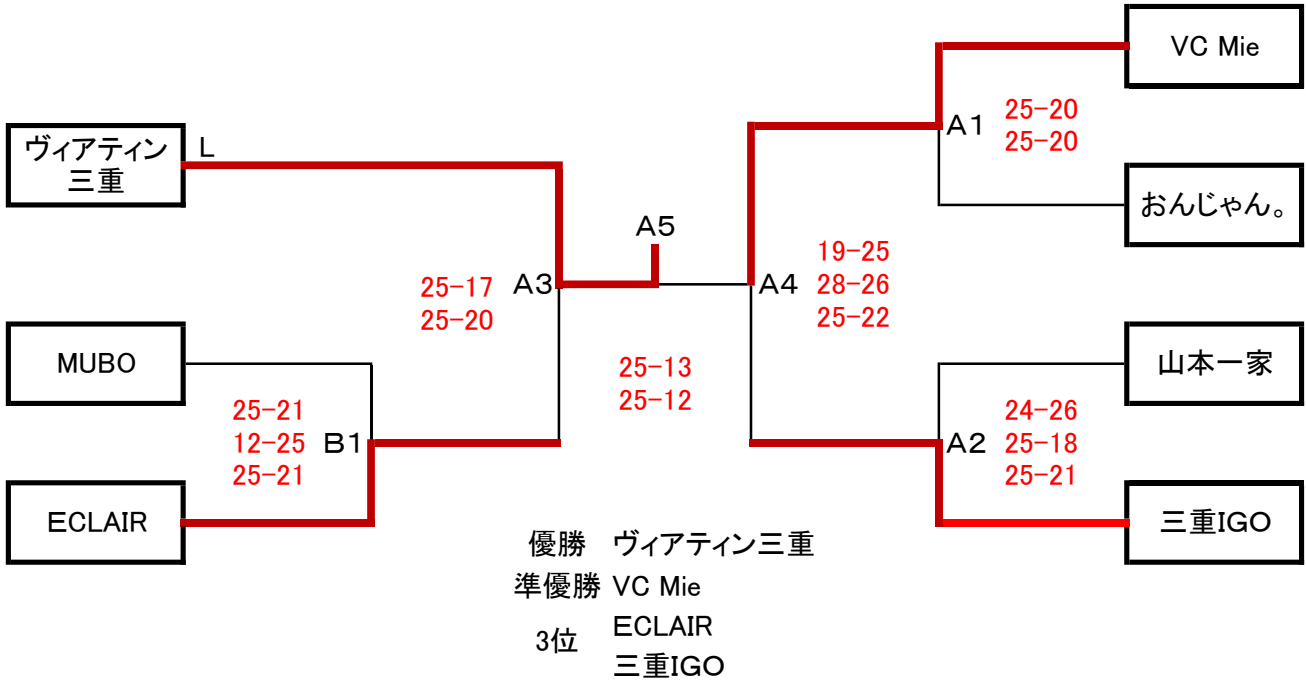 VC Mie
A1
25-20
25-20
おんじゃん。
ヴィアティン
三重
L
A5
A3
25-17
25-20
A4
19-25
28-26
25-22
MUBO
山本一家
25-13
25-12
B1
25-21
12-25
25-21
A2
24-26
25-18
25-21
ECLAIR
三重IGO
優勝 ヴィアティン三重
準優勝 VC Mie
3位 ECLAIR
三重IGO